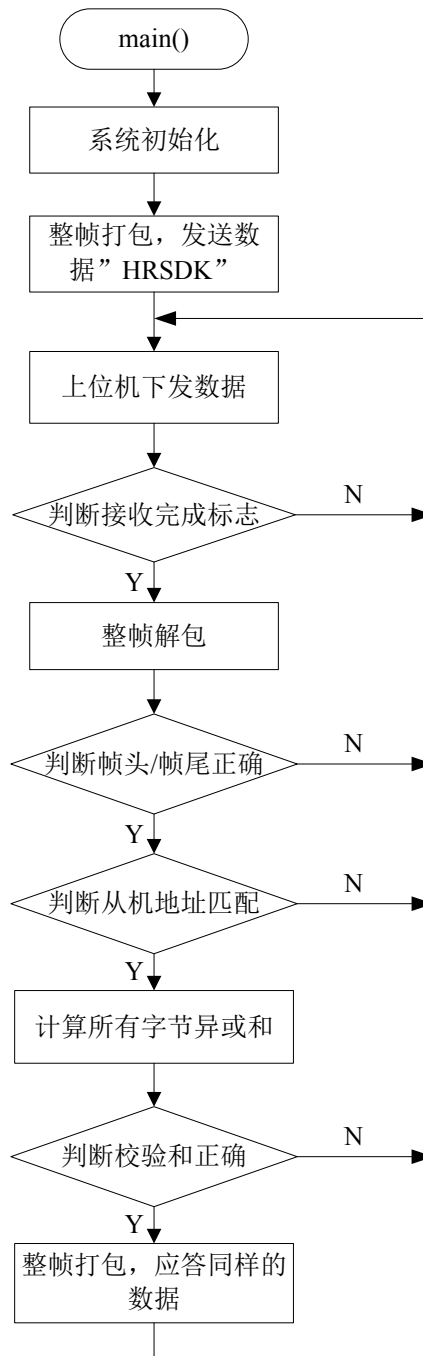 main()
系统初始化
整帧打包，发送数
据”HRSDK”
上位机下发数据
判断接收完成标志
N
Y
整帧解包
判断帧头/帧尾正确
N
Y
判断从机地址匹配
N
Y
计算所有字节异或和
判断校验和正确
N
Y
整帧打包，应答同样的
数据